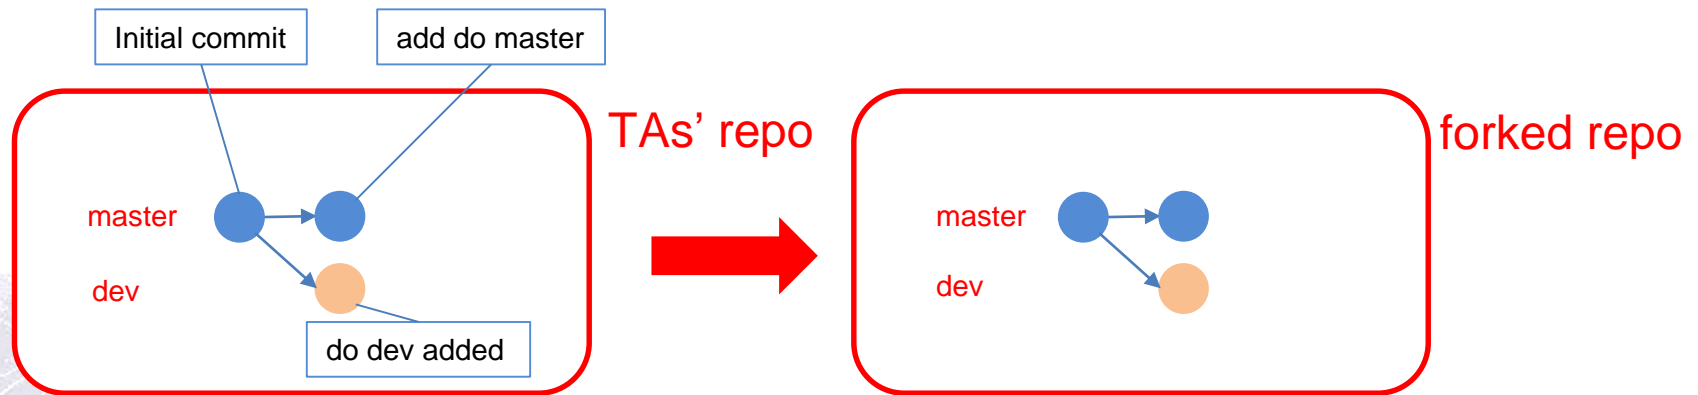 Initial commit
add do master
TAs’ repo
master
dev
do dev added
forked repo
master
dev